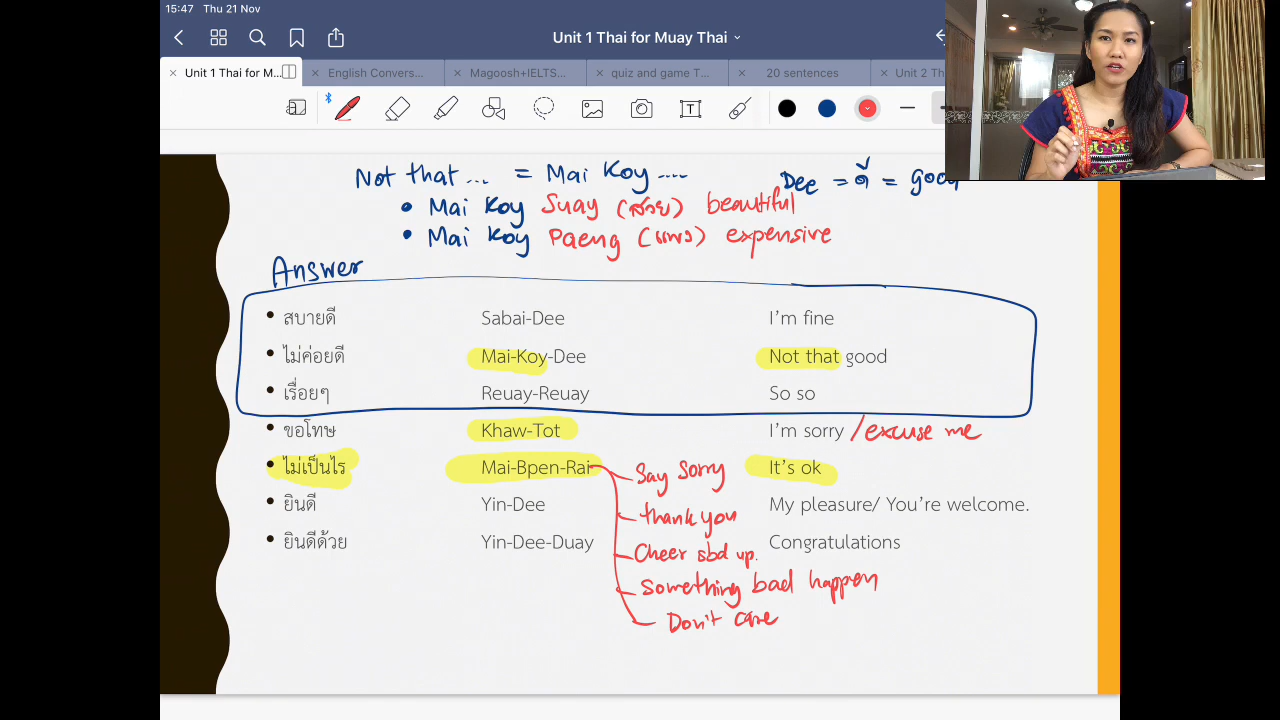 15:47 Thu 21 Nov
Unit 1 Thai for Muay Thai
Unit 1 Thai for M... English Convers... Magoosh+IELTS... quiz and game T... 20 sentences Unit 2 Th
Not that ... = Mai Koy .... Dee = ดี = good
• Mai Koy Suay (สวย) beautiful
• Mai Koy Paeng (แพง) expensive
Answer
• สบายดี Sabai-Dee I'm fine
• ไม่ค่อยดี Mai-Koy-Dee Not that good
• เรื่อยๆ Reuay-Reuay So so
• ขอโทษ Khaw-Tot I'm sorry /excuse me
• ไม่เป็นไร Mai-Bpen-Rai It's ok
Say Sorry
• ยินดี Yin-Dee My pleasure/ You're welcome.
thank you
• ยินดีด้วย Yin-Dee-Duay Congratulations
Cheer sbd up.
Something bad happen
Don't care